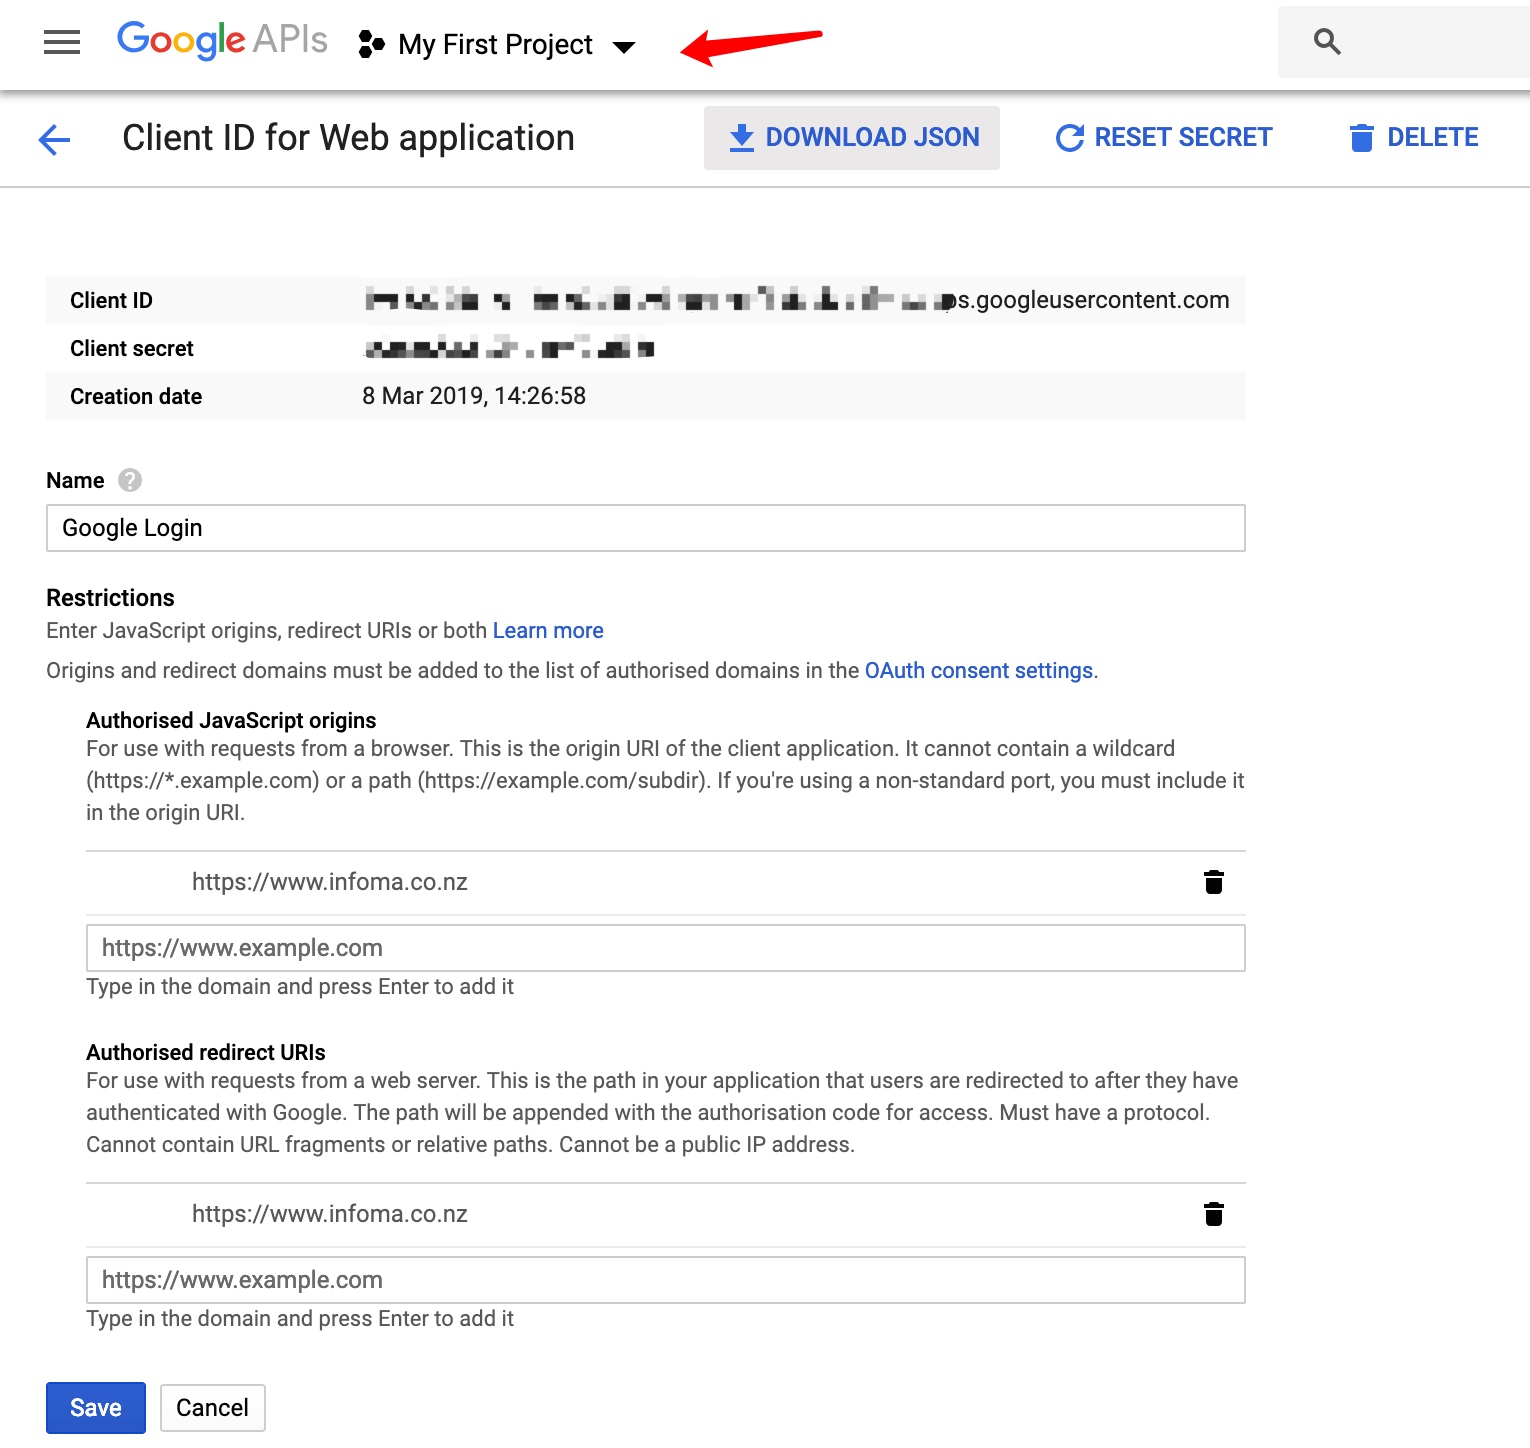 Google APIs My First Project
Client ID for Web application DOWNLOAD JSON RESET SECRET DELETE
Client ID ps.googleusercontent.com
Client secret
Creation date 8 Mar 2019, 14:26:58
Name ?
Google Login
Restrictions
Enter JavaScript origins, redirect URIs or both Learn more
Origins and redirect domains must be added to the list of authorised domains in the OAuth consent settings.
Authorised JavaScript origins
For use with requests from a browser. This is the origin URI of the client application. It cannot contain a wildcard
(https://*.example.com) or a path (https://example.com/subdir). If you're using a non-standard port, you must include it
in the origin URI.
https://www.infoma.co.nz
https://www.example.com
Type in the domain and press Enter to add it
Authorised redirect URIs
For use with requests from a web server. This is the path in your application that users are redirected to after they have
authenticated with Google. The path will be appended with the authorisation code for access. Must have a protocol.
Cannot contain URL fragments or relative paths. Cannot be a public IP address.
https://www.infoma.co.nz
https://www.example.com
Type in the domain and press Enter to add it
Save Cancel